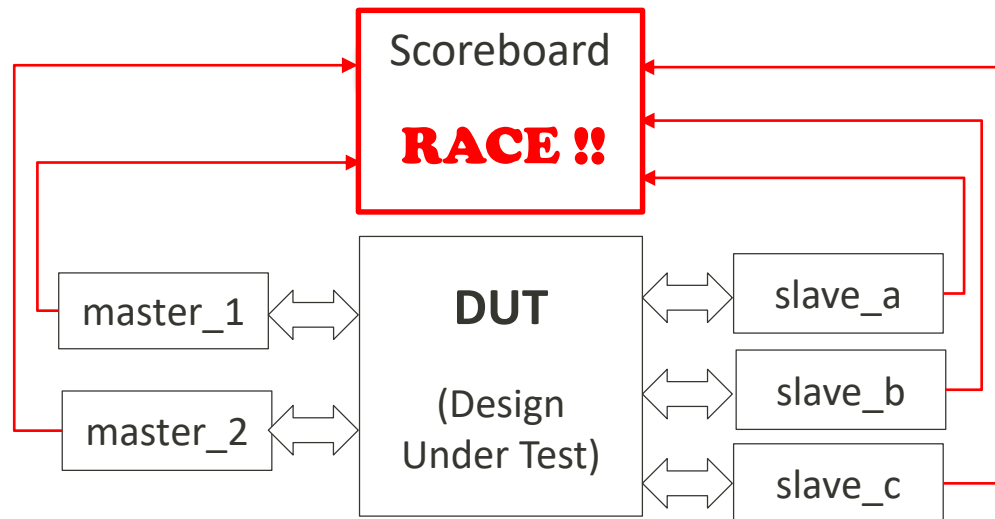 Scoreboard
RACE !!
master_1
DUT
slave_a
master_2
(Design
Under Test)
slave_b
slave_c